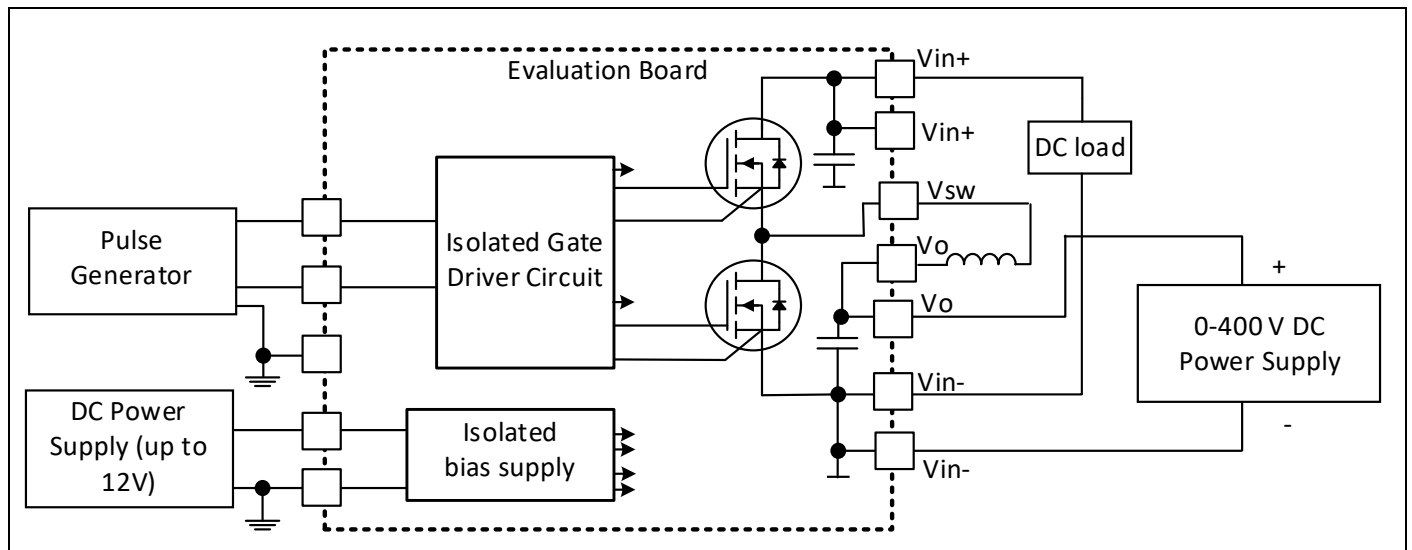 Evaluation Board
Vin+
Vin+
DC load
Vsw
Pulse
Generator
Isolated Gate
Driver Circuit
Vo
Vo
+
0-400 V DC
Power Supply
-
Vin-
Vin-
DC Power
Supply (up to
12V)
Isolated
bias supply